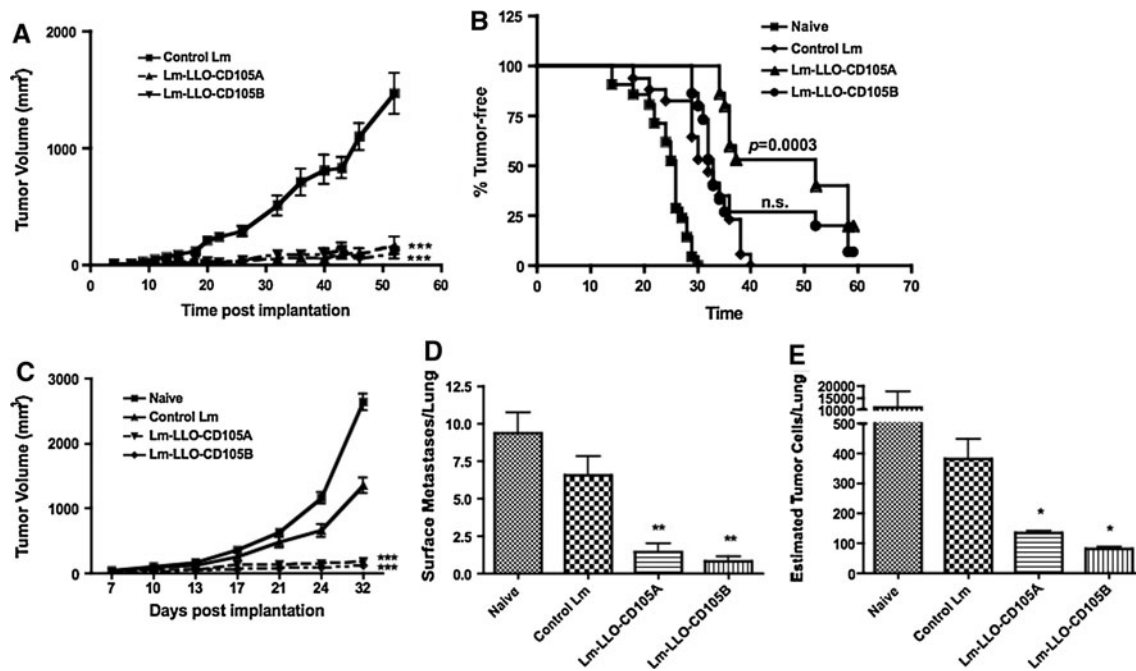 A
2000
1000
0
Tumor Volume (mm³)
Control Lm
Lm-LLO-CD105A
Lm-LLO-CD105B
***
***
0 10 20 30 40 50 60
Time post implantation
B
Naive
Control Lm
Lm-LLO-CD105A
Lm-LLO-CD105B
125
100
75
50
25
0
% Tumor-free
p=0.0003
n.s.
0 10 20 30 40 50 60 70
Time
C
3000
2000
1000
0
Tumor Volume (mm³)
Naive
Control Lm
Lm-LLO-CD105A
Lm-LLO-CD105B
***
***
7 10 13 17 21 24 32
Days post implantation
D
12.5
10.0
7.5
5.0
2.5
0.0
Surface Metastases/Lung
**
**
Naive
Control Lm
Lm-LLO-CD105A
Lm-LLO-CD105B
E
20000
15000
10000
500
400
300
200
100
0
Estimated Tumor Cells/Lung
*
*
Naive
Control Lm
Lm-LLO-CD105A
Lm-LLO-CD105B